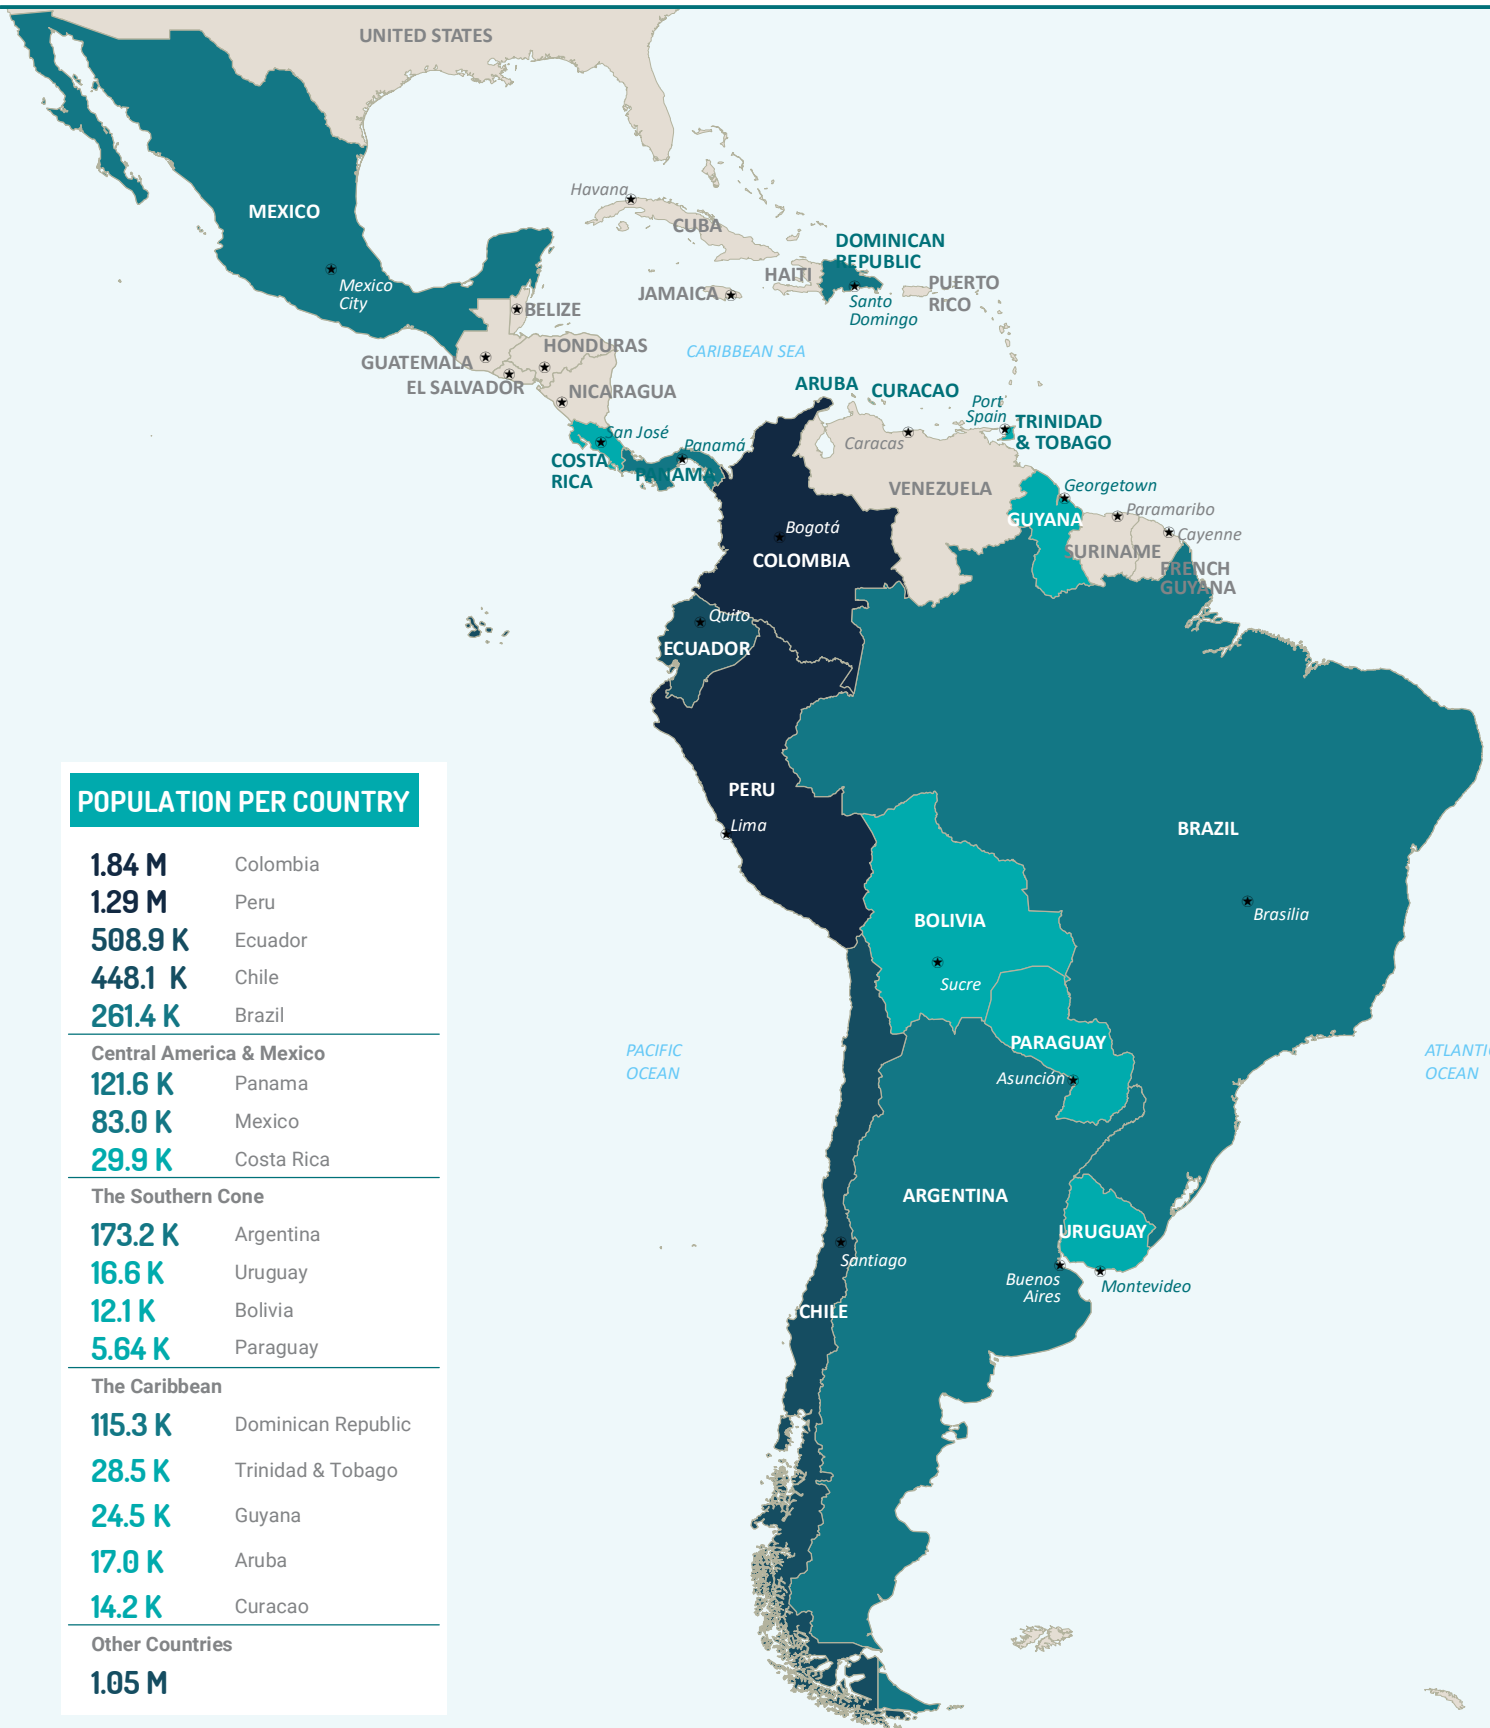 UNITED STATES
MEXICO
Mexico
City
Havana
CUBA
DOMINICAN
REPUBLIC
HAITI
JAMAICA
Santo
Domingo
PUERTO
RICO
BELIZE
HONDURAS
GUATEMALA
EL SALVADOR
NICARAGUA
CARIBBEAN SEA
ARUBA
CURACAO
Port
Spain
TRINIDAD
& TOBAGO
San José
Panamá
COSTA
RICA
PANAMA
Caracas
VENEZUELA
Georgetown
GUYANA
Paramaribo
SURINAME
Cayenne
FRENCH
GUYANA
Bogotá
COLOMBIA
Quito
ECUADOR
PERU
Lima
BRAZIL
Brasilia
BOLIVIA
Sucre
PARAGUAY
Asunción
PACIFIC
OCEAN
ATLANTIC
OCEAN
ARGENTINA
URUGUAY
Santiago
Buenos
Aires
Montevideo
CHILE
POPULATION PER COUNTRY
1.84 M Colombia
1.29 M Peru
508.9 K Ecuador
448.1 K Chile
261.4 K Brazil
Central America & Mexico
121.6 K Panama
83.0 K Mexico
29.9 K Costa Rica
The Southern Cone
173.2 K Argentina
16.6 K Uruguay
12.1 K Bolivia
5.64 K Paraguay
The Caribbean
115.3 K Dominican Republic
28.5 K Trinidad & Tobago
24.5 K Guyana
17.0 K Aruba
14.2 K Curacao
Other Countries
1.05 M